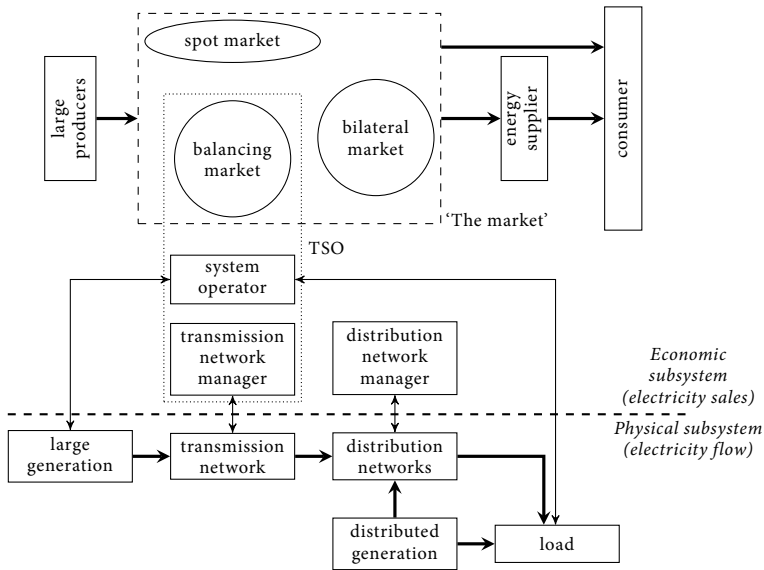 spot market
large
producers
balancing
market
bilateral
market
energy
supplier
consumer
‘The market’
TSO
system
operator
transmission
network
manager
distribution
network
manager
Economic
subsystem
(electricity sales)
Physical subsystem
(electricity flow)
large
generation
transmission
network
distribution
networks
distributed
generation
load